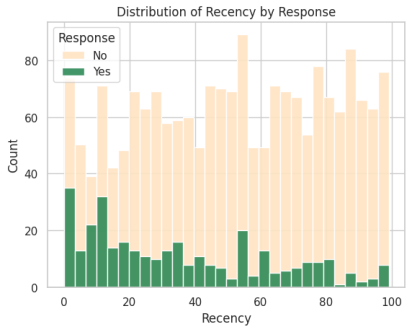 Distribution of Recency by Response
Response
No
Yes
Count
80
60
40
20
0
0 20 40 60 80 100
Recency